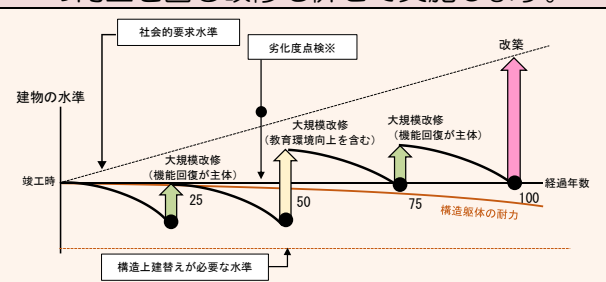 社会的要求水準
劣化度点検※
改築
建物の水準
大規模改修
(教育環境向上を含む)
大規模改修
(機能回復が主体)
大規模改修
(機能回復が主体)
竣工時
経過年数
25
50
75
100
構造躯体の耐力
構造上建替えが必要な水準